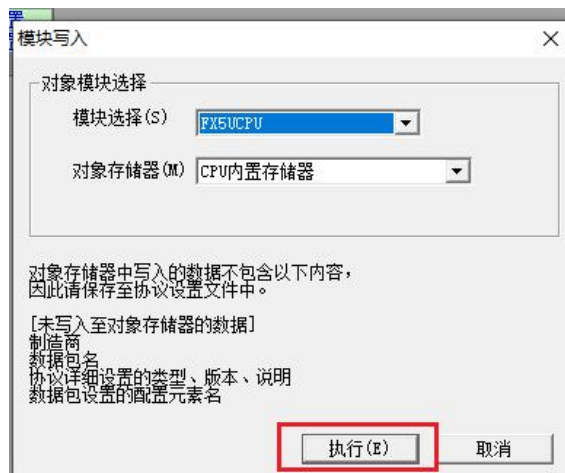 置
模块写入
对象模块选择
模块选择(S)
FX5UCPU
对象存储器(M)
CPU内置存储器
对象存储器中写入的数据不包含以下内容，
因此请保存至协议设置文件中。
[未写入至对象存储器的数据]
制造商
数据包名
协议详细设置的类型、版本、说明
数据包设置的配置元素名
执行(E)
取消